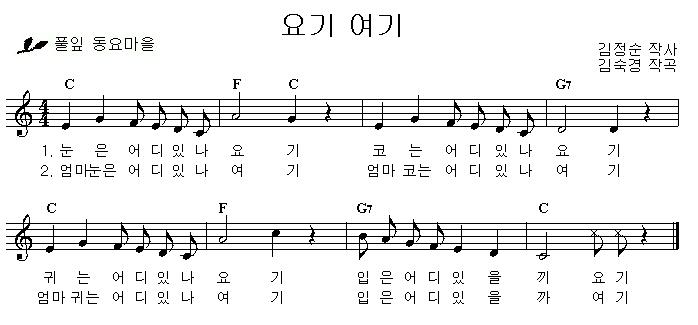 요기 여기
풀잎 동요마을
김정순 작사
김숙경 작곡
C F C G7
1. 눈 은 어 디 있 나 요 기 코 는 어 디 있 나 요 기
2. 엄마눈은 어 디 있 나 여 기 엄마 코는 어 디 있 나 여 기
C F G7 C
귀 는 어 디 있 나 요 기 입 은 어 디 있 을 끼 요 기
엄마 귀는 어 디 있 나 여 기 입 은 어 디 있 을 까 여 기